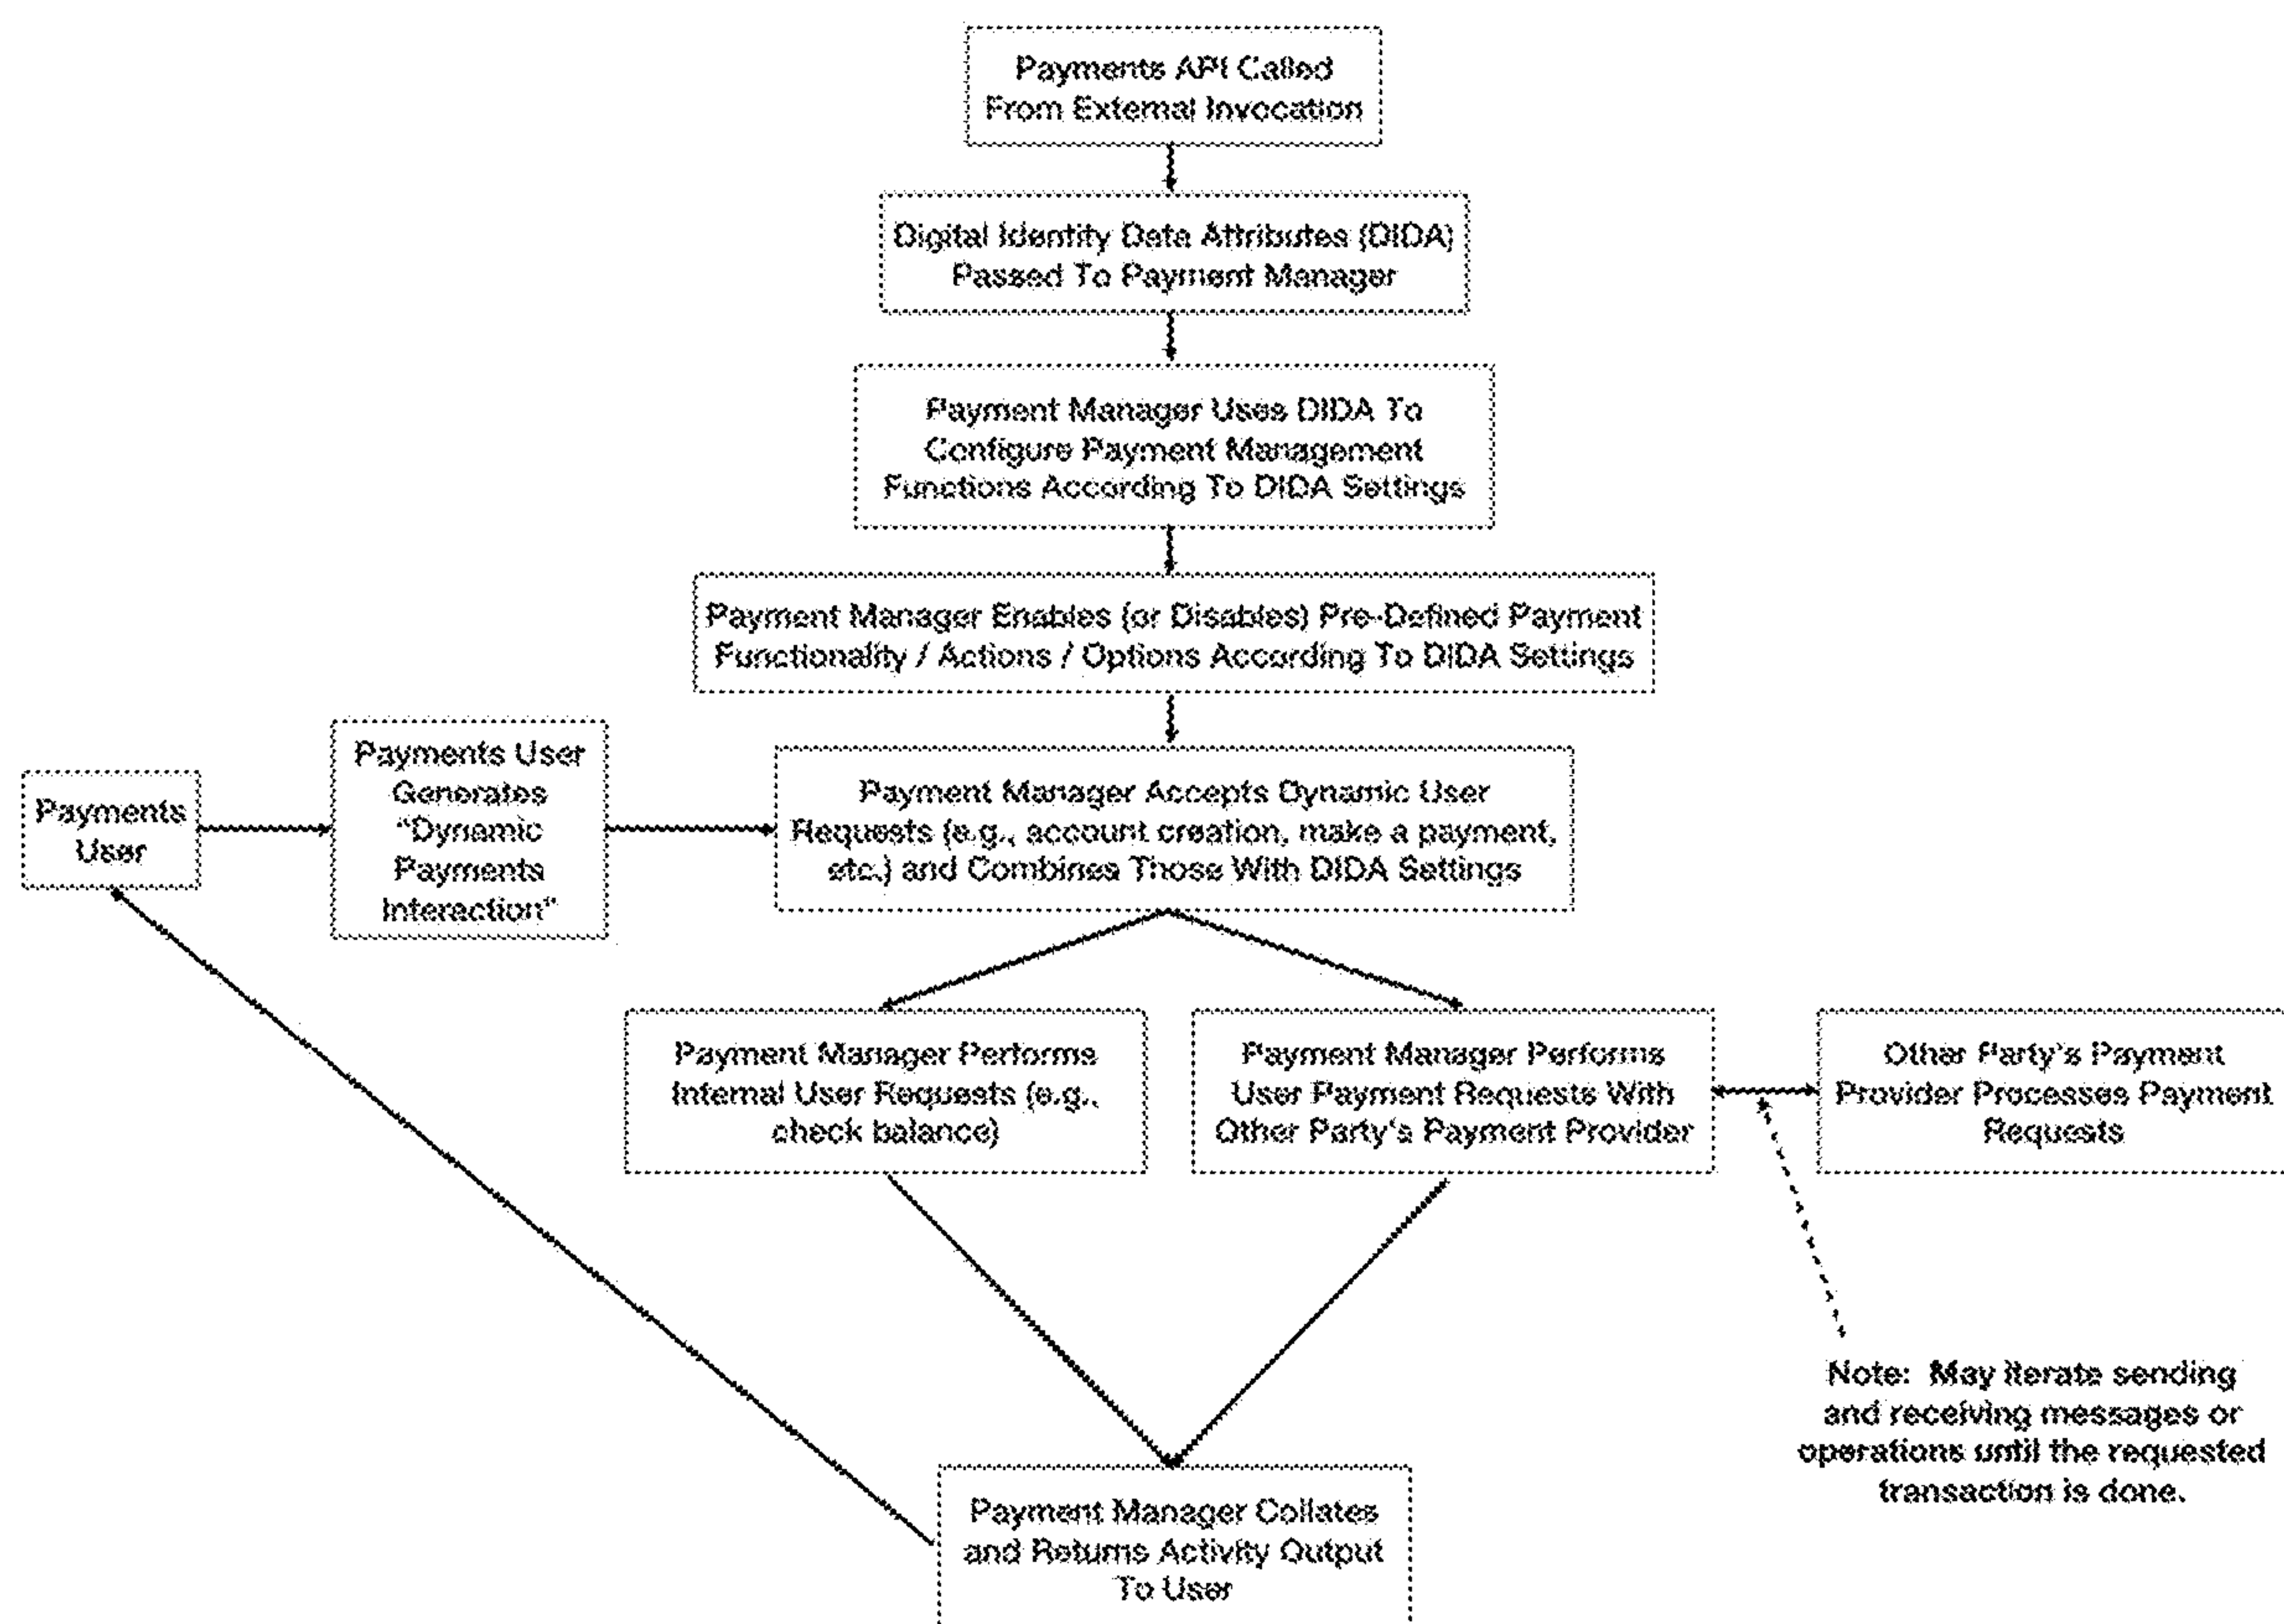 Payments API Called
From External Invocation
Digital Identity Data Attributes (DIDA)
Passed To Payment Manager
Payment Manager Uses DIDA To
Configure Payment Management
Functions According To DIDA Settings
Payment Manager Enables (or Disables) Pre-Defined Payment
Functionality / Actions / Options According To DIDA Settings
Payments
User
Payments User
Generates
"Dynamic
Payments
Interaction"
Payment Manager Accepts Dynamic User
Requests (e.g., account creation, make a payment,
etc.) and Combines Those With DIDA Settings
Payment Manager Performs
Internal User Requests (e.g.,
check balance)
Payment Manager Performs
User Payment Requests With
Other Party's Payment Provider
Other Party's Payment
Provider Processes Payment
Requests
Note: May iterate sending
and receiving messages or
operations until the requested
transaction is done.
Payment Manager Collates
and Returns Activity Output
To User